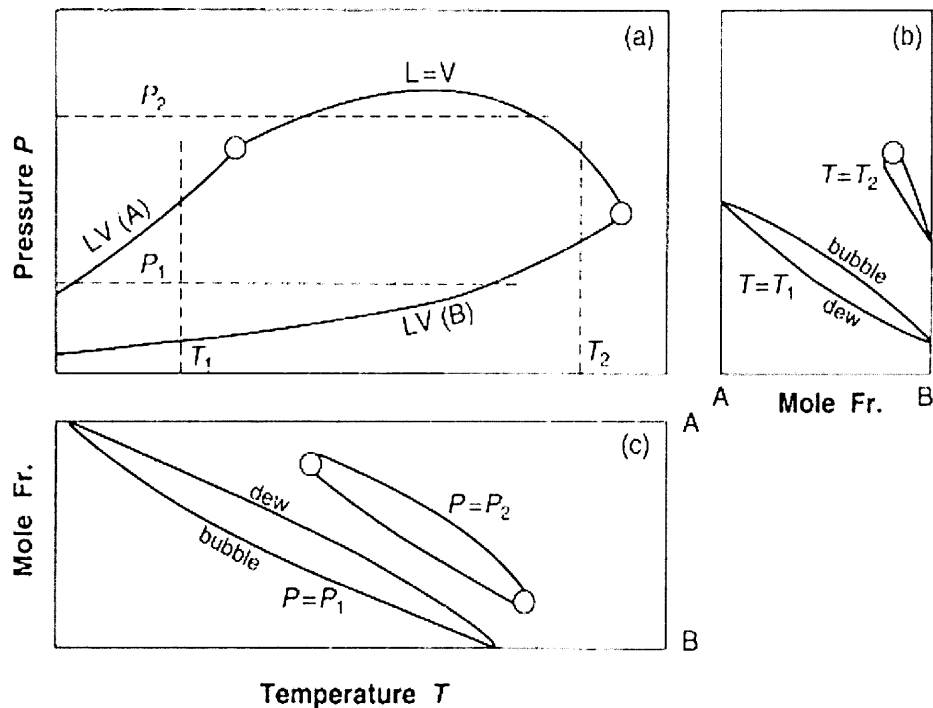 (a)
L=V
P₂
Pressure P
LV (A)
P₁
LV (B)
T₁
T₂
(b)
T=T₂
bubble
T=T₁
dew
A
Mole Fr.
B
(c)
A
Mole Fr.
dew
bubble
P=P₂
P=P₁
B
Temperature T